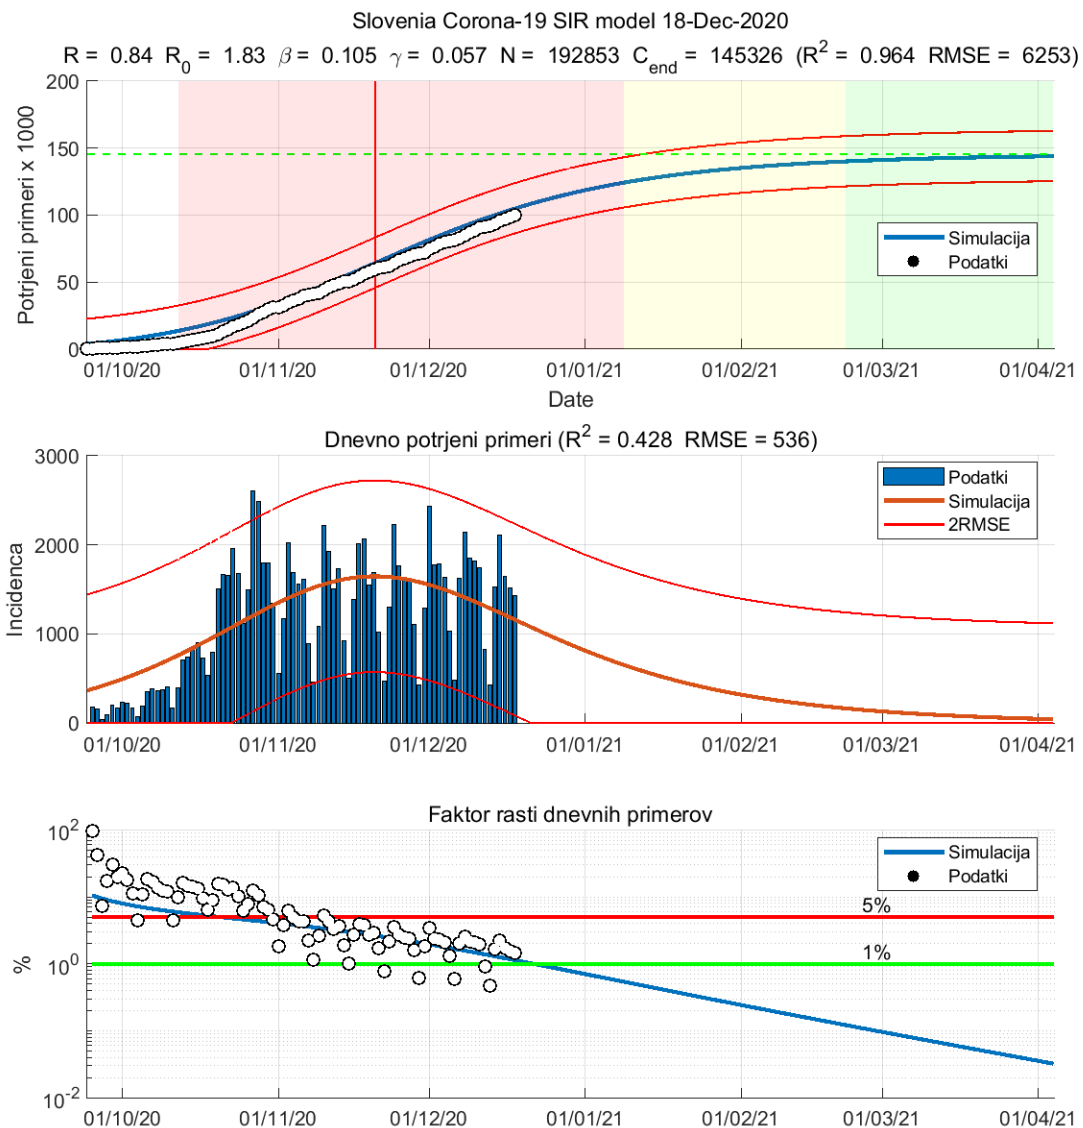 Slovenia Corona-19 SIR model 18-Dec-2020
R = 0.84 R0 = 1.83 β = 0.105 γ = 0.057 N = 192853 Cend = 145326 (R2 = 0.964 RMSE = 6253)
200
150
100
50
0
Potrjeni primeri x 1000
Simulacija
Podatki
01/10/20 01/11/20 01/12/20 01/01/21 01/02/21 01/03/21 01/04/21
Date
Dnevno potrjeni primeri (R2 = 0.428 RMSE = 536)
3000
2000
1000
0
Incidenca
Podatki
Simulacija
2RMSE
01/10/20 01/11/20 01/12/20 01/01/21 01/02/21 01/03/21 01/04/21
Faktor rasti dnevnih primerov
10^2
10^0
10^-2
%
Simulacija
Podatki
5%
1%
01/10/20 01/11/20 01/12/20 01/01/21 01/02/21 01/03/21 01/04/21